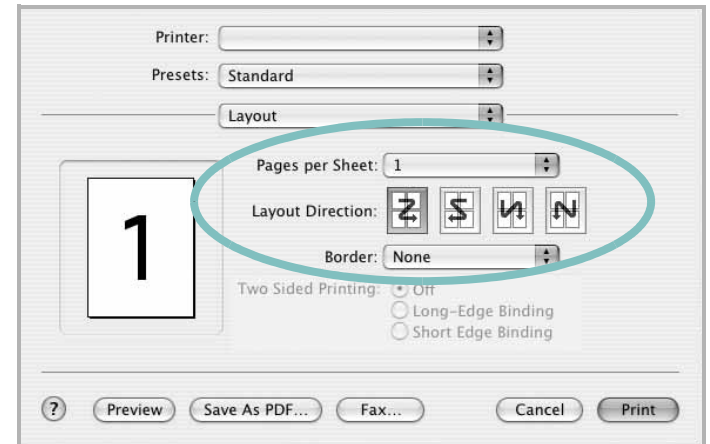 Printer:
Presets: Standard
Layout
Pages per Sheet: 1
Layout Direction:
1
Border: None
Two Sided Printing: Off
Long-Edge Binding
Short Edge Binding
? Preview Save As PDF... Fax... Cancel Print